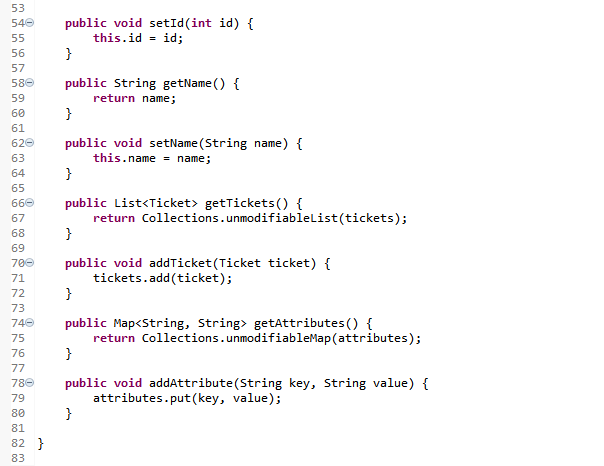 53
54    public void setId(int id) {
55        this.id = id;
56    }
57
58    public String getName() {
59        return name;
60    }
61
62    public void setName(String name) {
63        this.name = name;
64    }
65
66    public List<Ticket> getTickets() {
67        return Collections.unmodifiableList(tickets);
68    }
69
70    public void addTicket(Ticket ticket) {
71        tickets.add(ticket);
72    }
73
74    public Map<String, String> getAttributes() {
75        return Collections.unmodifiableMap(attributes);
76    }
77
78    public void addAttribute(String key, String value) {
79        attributes.put(key, value);
80    }
81
82 }
83